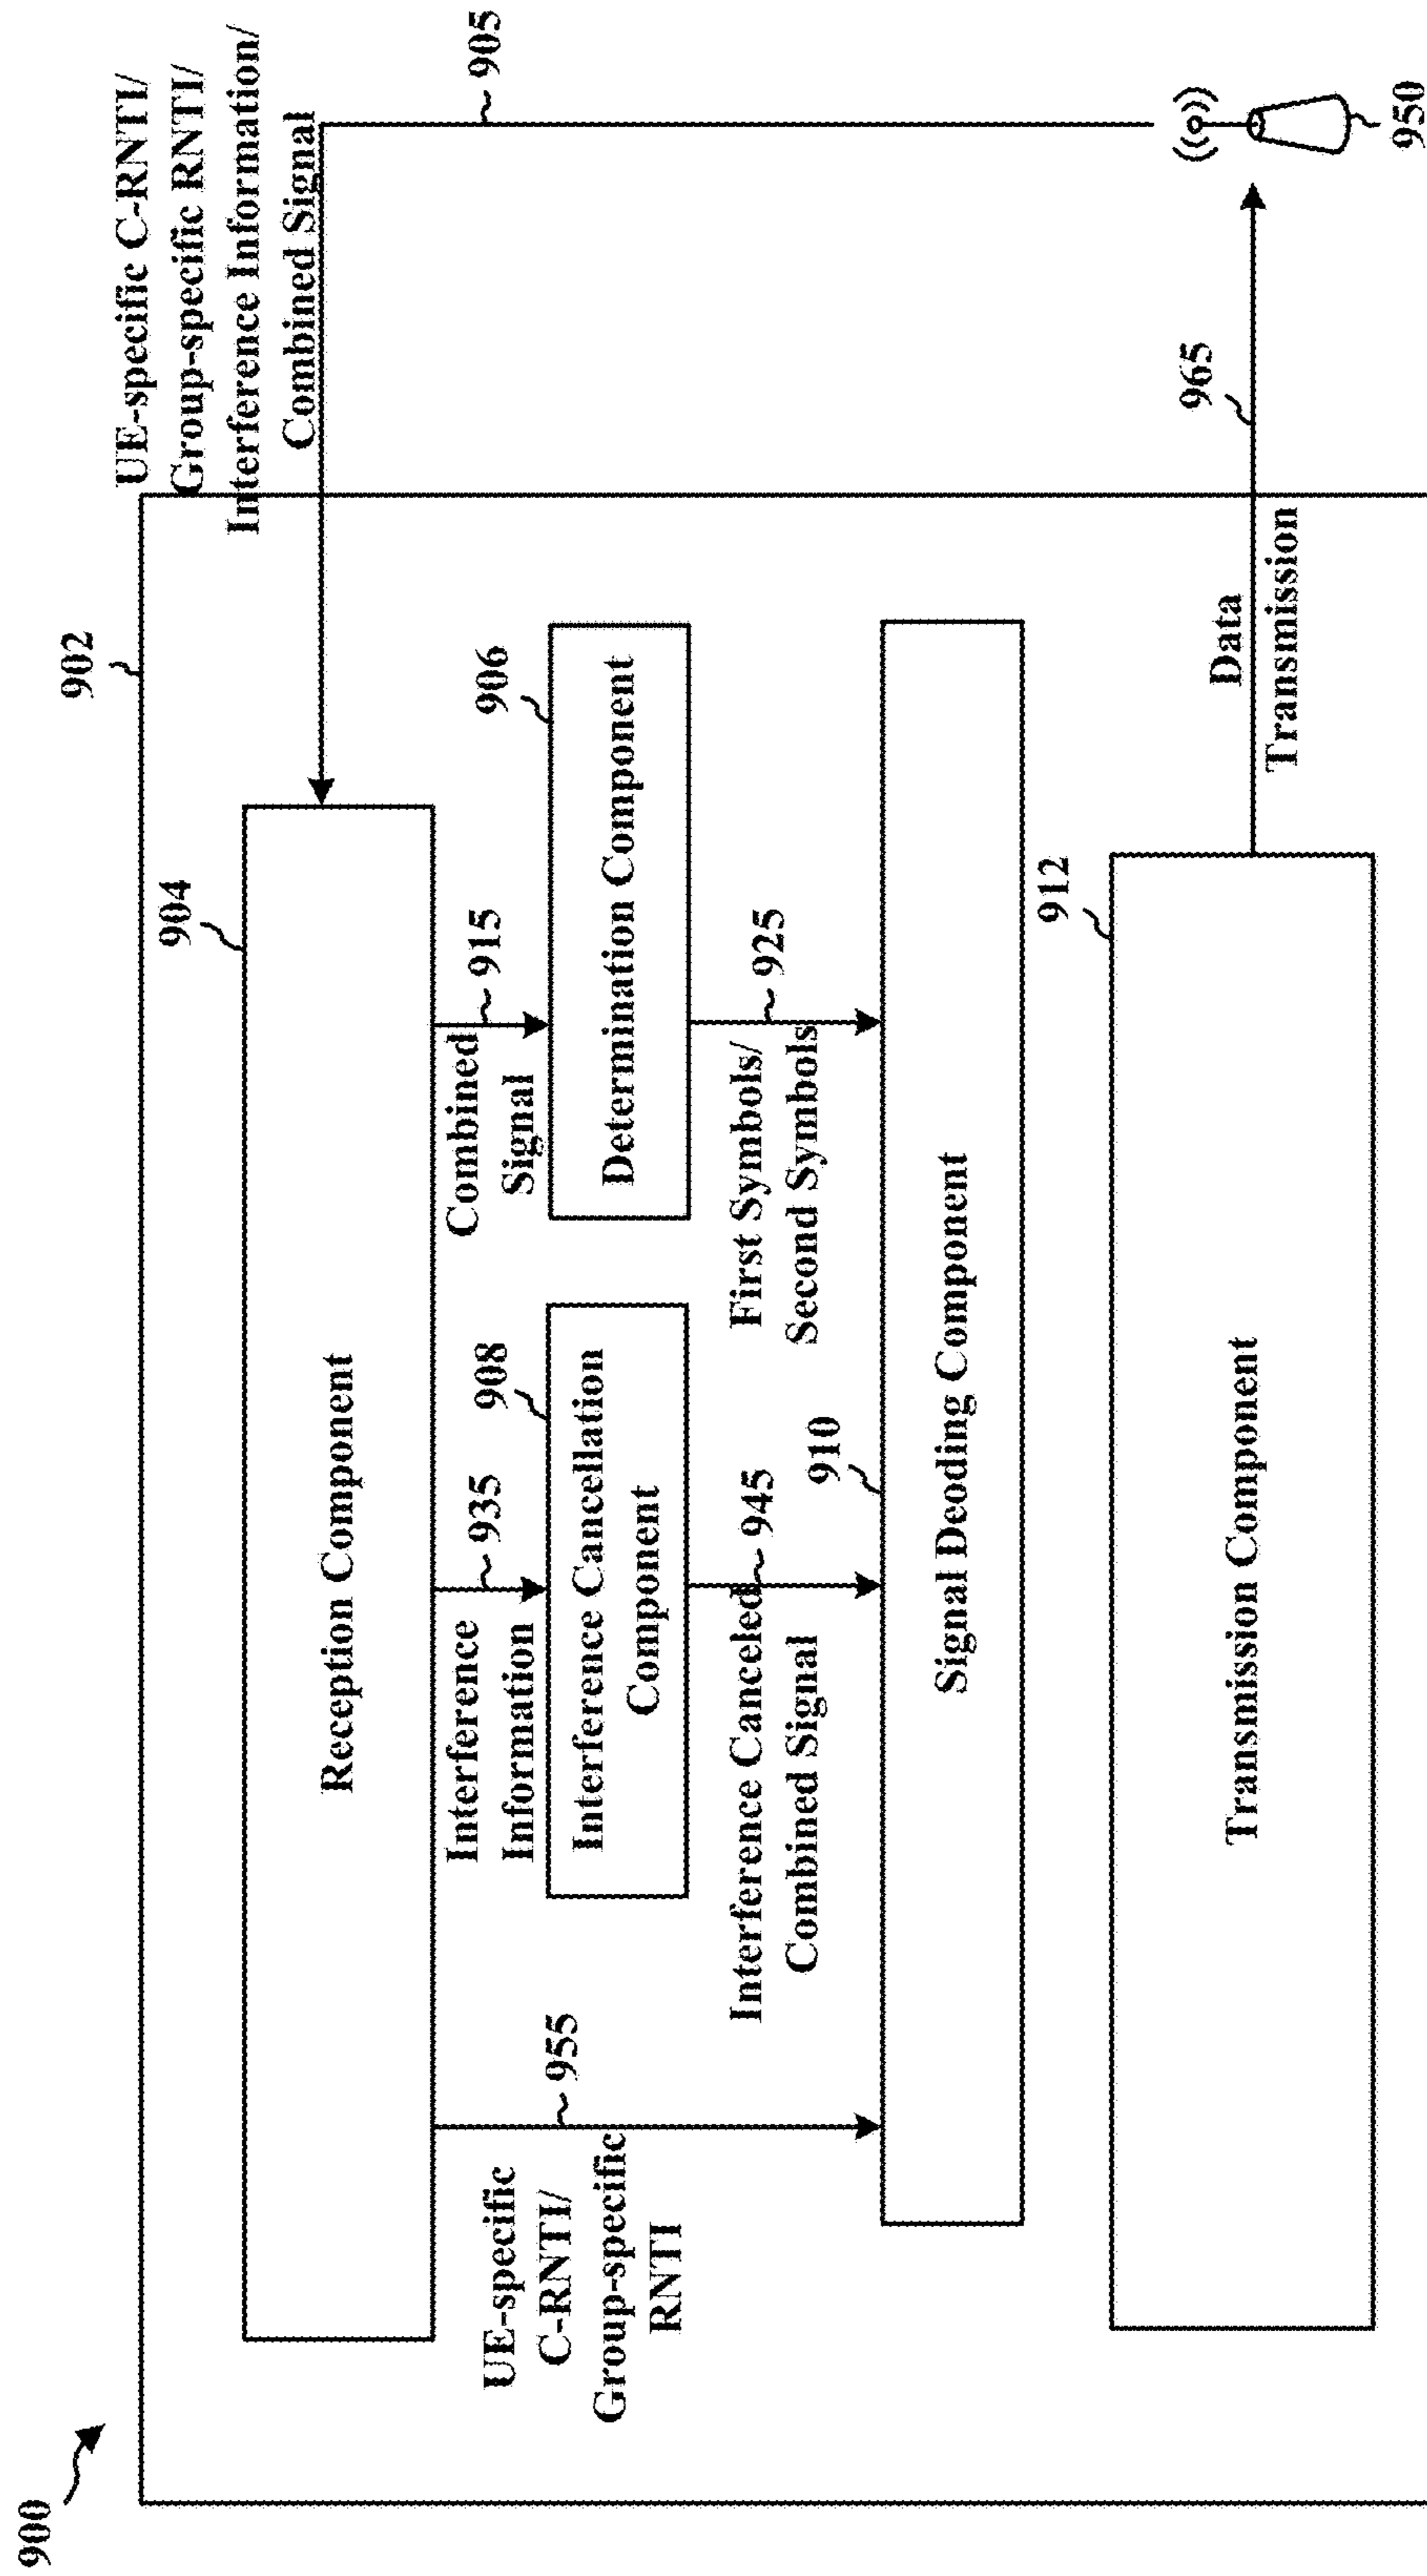 900
902
UE-specific C-RNTI/
Group-specific RNTI/
Interference Information/
Combined Signal
905
904
Reception Component
UE-specific
C-RNTI/
Group-specific
RNTI
955
Interference
Information
935
Combined
Signal
915
908
Interference Cancellation
Component
906
Determination Component
Interference Canceled
Combined Signal
945
First Symbols/
Second Symbols
925
910
Signal Deoding Component
912
Transmission Component
Data
Transmission
965
950